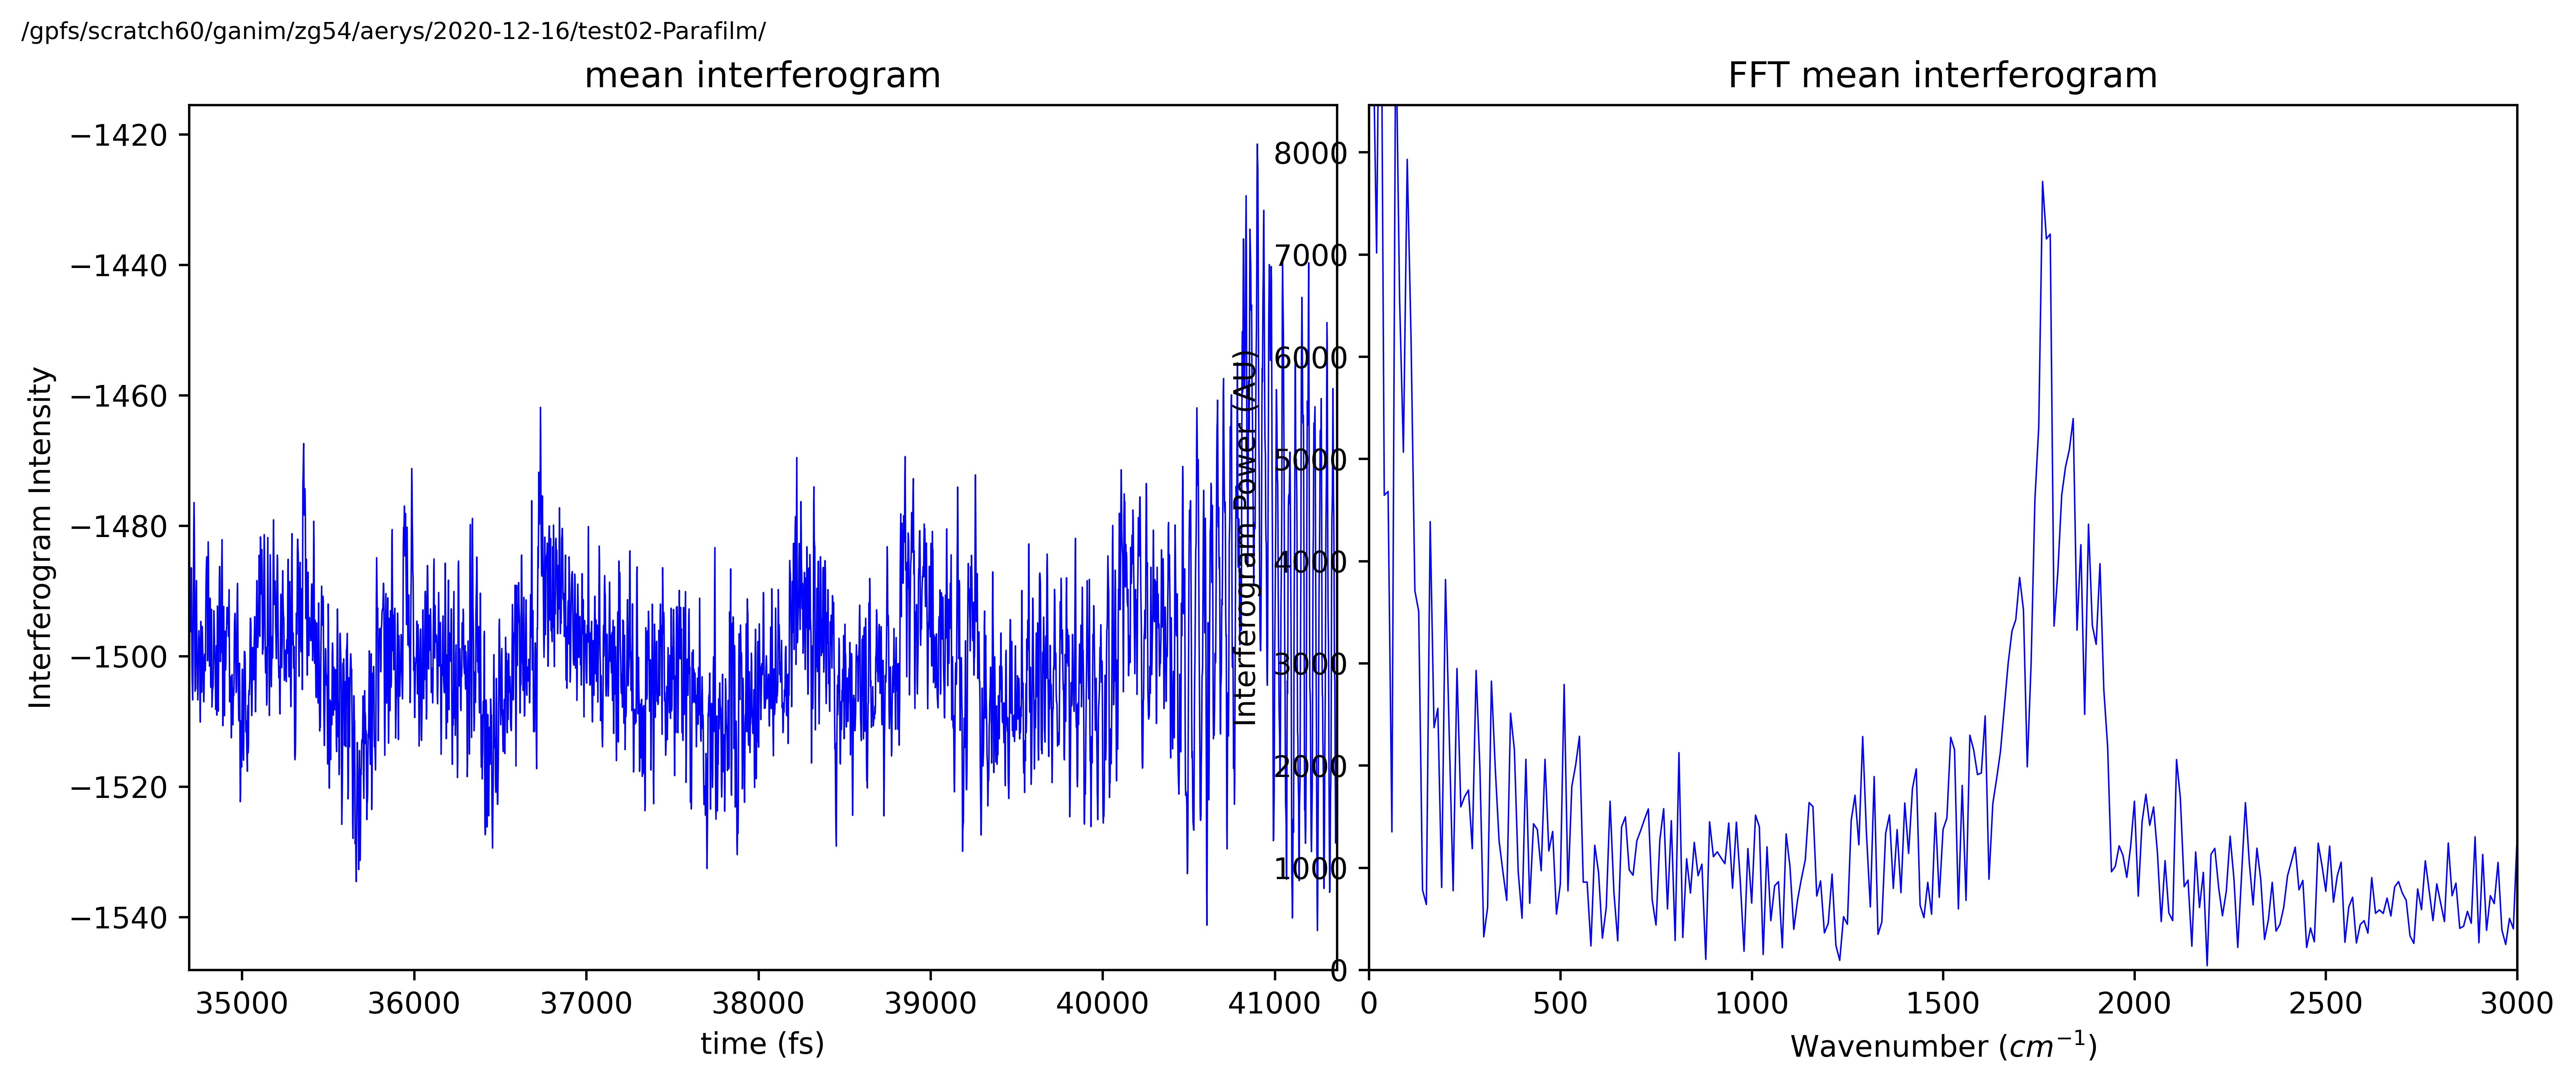 /gpfs/scratch60/ganim/zg54/aerys/2020-12-16/test02-Parafilm/
mean interferogram
FFT mean interferogram
Interferogram Intensity
−1420
−1440
−1460
−1480
−1500
−1520
−1540
35000 36000 37000 38000 39000 40000 41000
time (fs)
Interferogram Power (AU)
8000
7000
6000
5000
4000
3000
2000
1000
0
0 500 1000 1500 2000 2500 3000
Wavenumber (cm⁻¹)